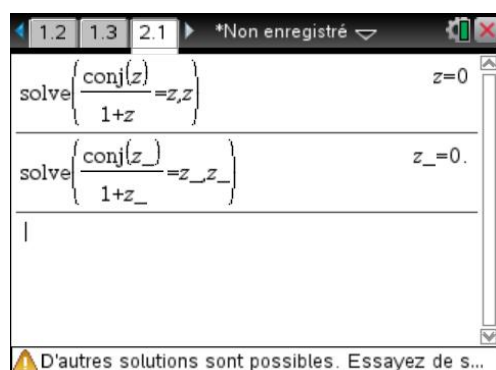 1.2 1.3 2.1 *Non enregistré
solve(conj(z)/1+z=z,z) z=0
solve(conj(z_)/1+z_=z_,z_) z_=0.
D'autres solutions sont possibles. Essayez de s...